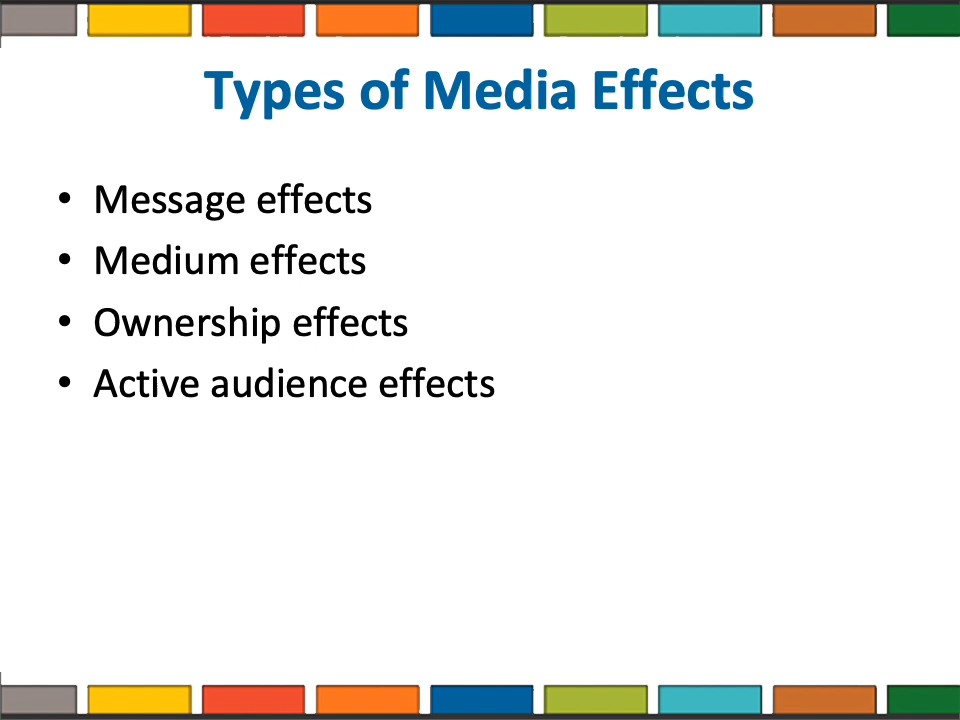 Types of Media Effects
• Message effects
• Medium effects
• Ownership effects
• Active audience effects